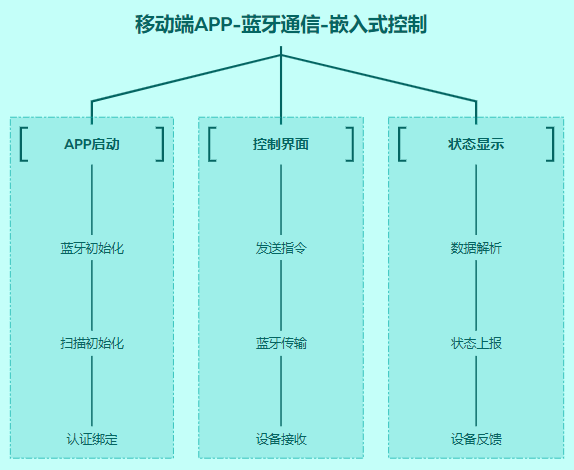 移动端APP-蓝牙通信-嵌入式控制
APP启动
控制界面
状态显示
蓝牙初始化
发送指令
数据解析
扫描初始化
蓝牙传输
状态上报
认证绑定
设备接收
设备反馈